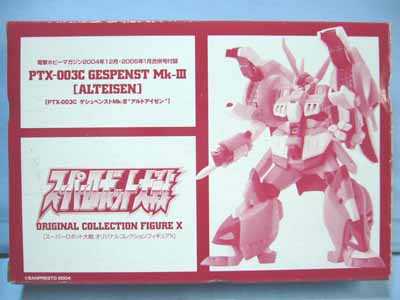 電撃ホビーマガジン2004年12月・2005年1月合併号付録
PTX-003C GESPENST Mk-III
[ALTEISEN]
[PTX-003C ゲシュペンストMk-III "アルトアイゼン"]
スーパーロボット大戦
ORIGINAL COLLECTION FIGURE X
[スーパーロボット大戦 オリジナルコレクションフィギュアX]
©BANPRESTO 2004